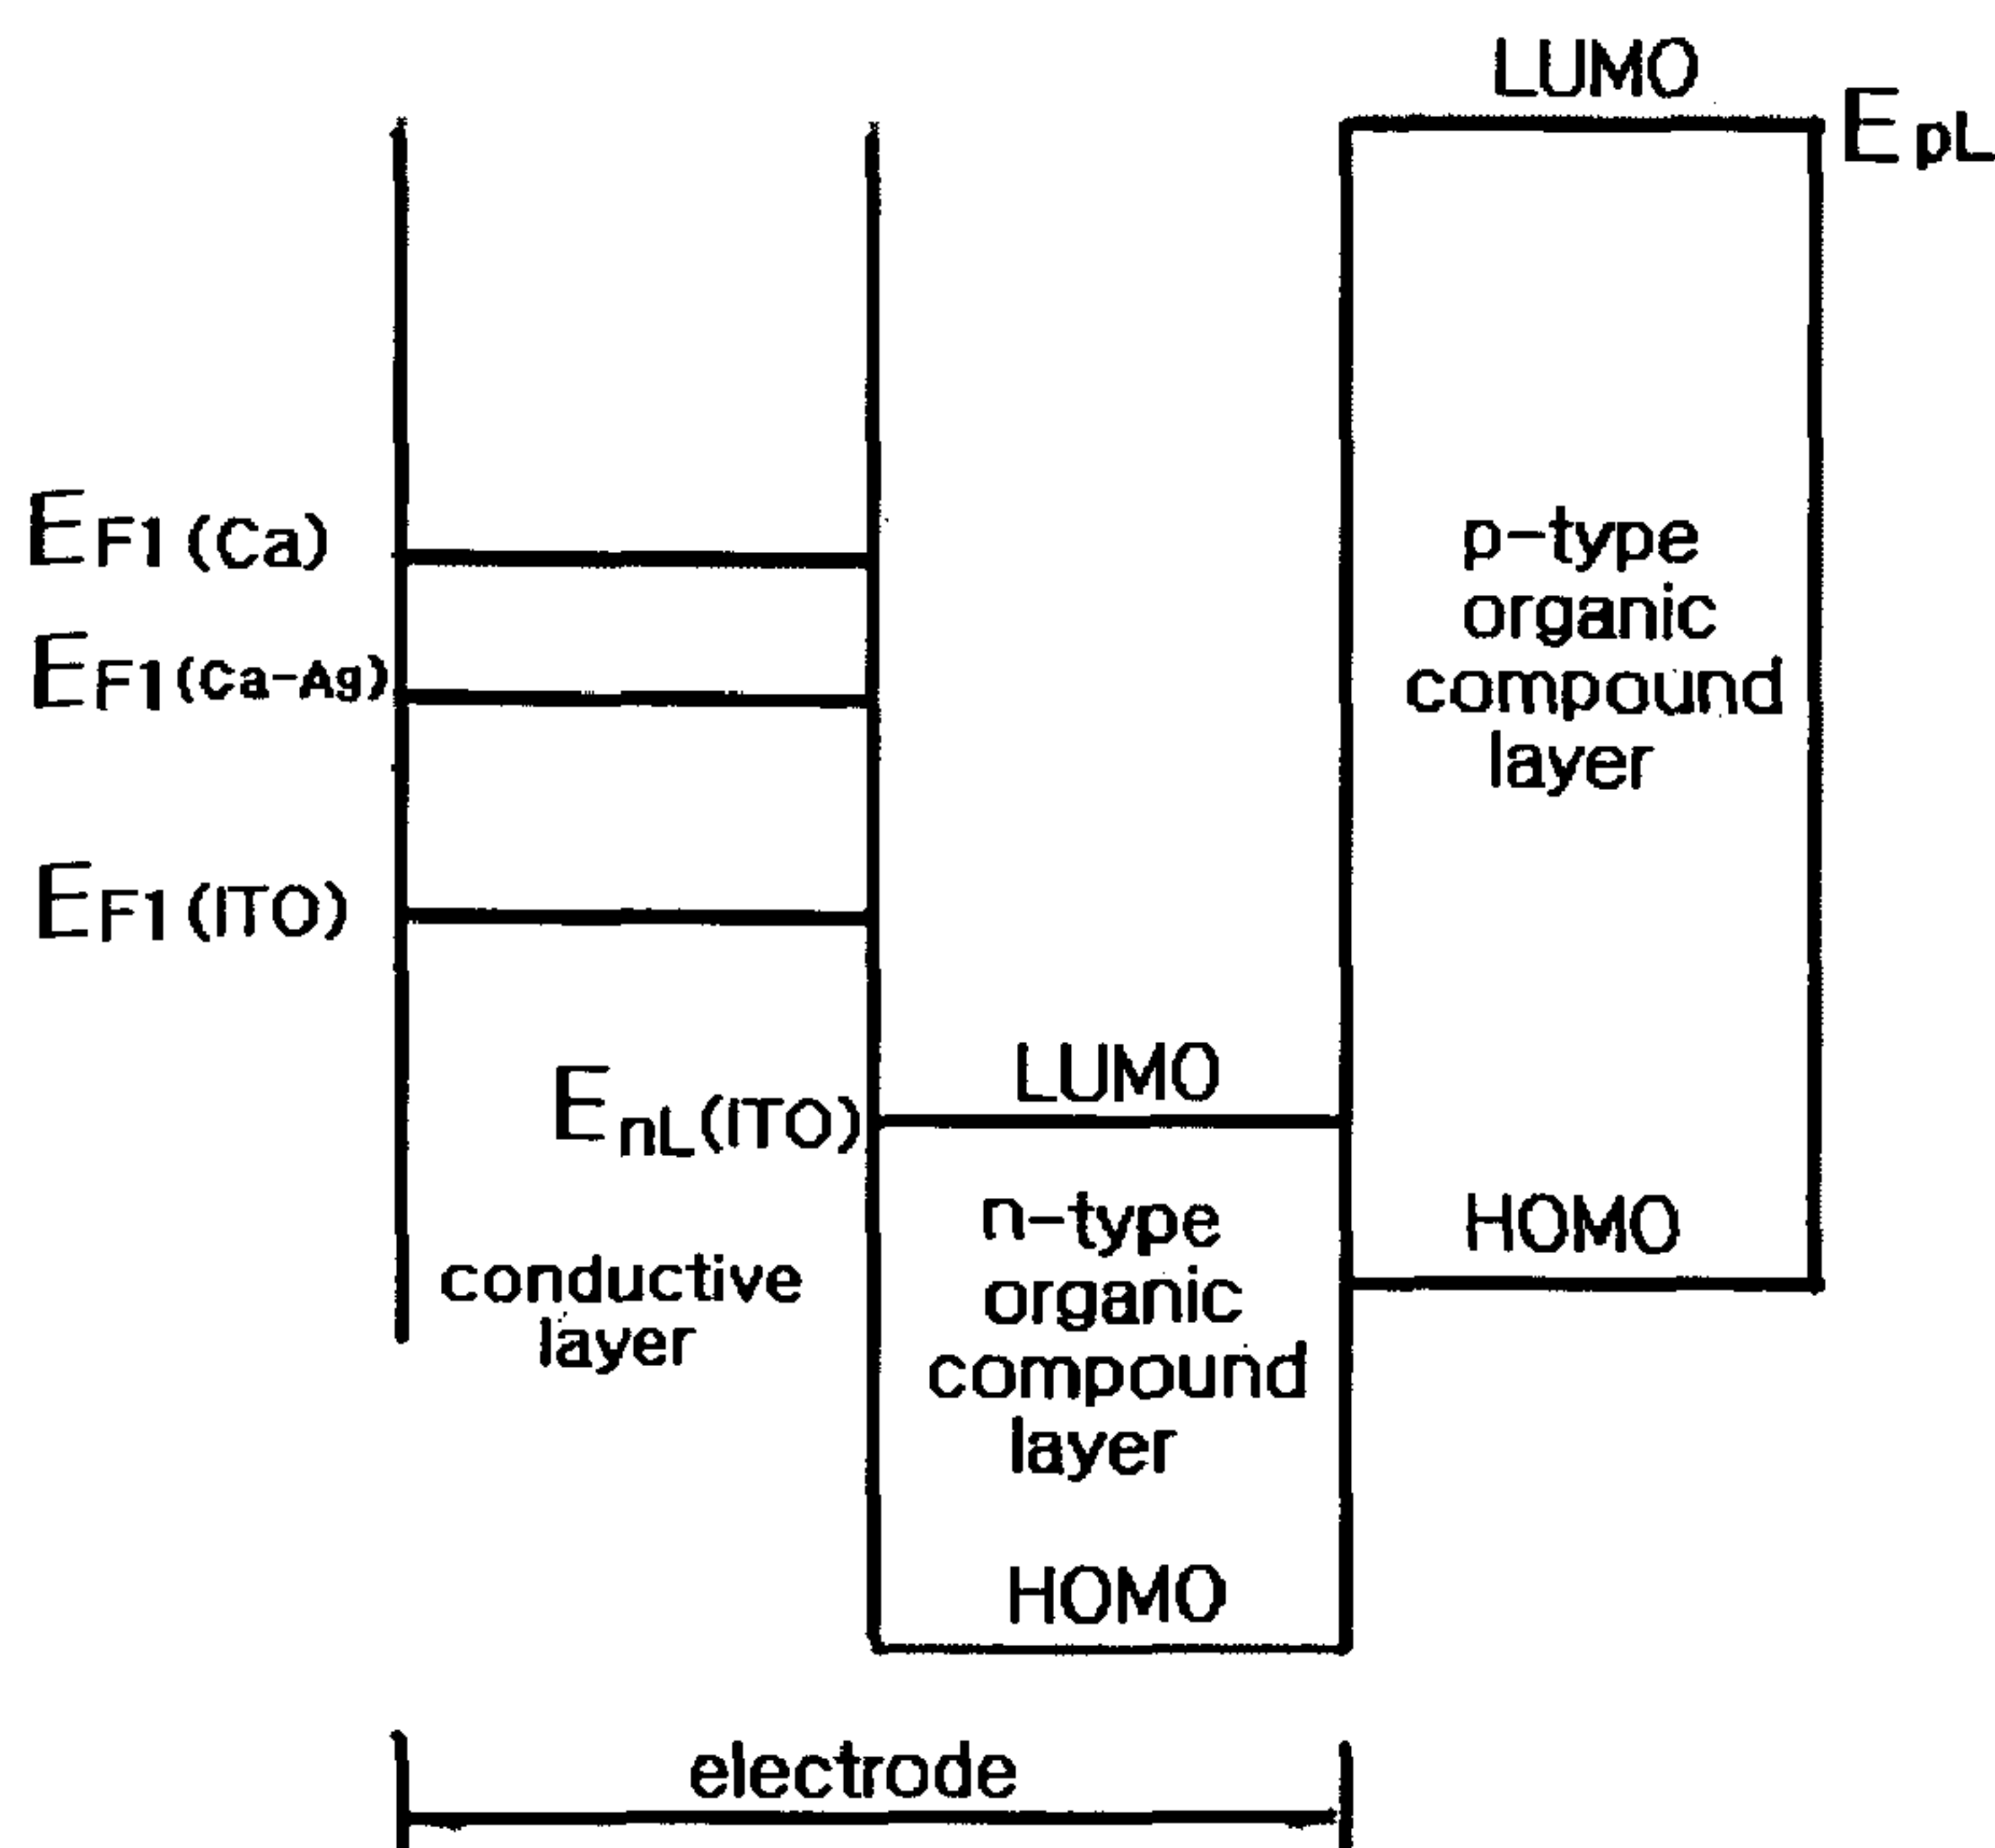 LUMO
EpL
EF1 (Ca)
EF1 (Ca-Ag)
EF1 (ITO)
p-type
organic
compound
layer
LUMO
EnL (ITO)
n-type
organic
compound
layer
HOMO
HOMO
conductive
layer
electrode